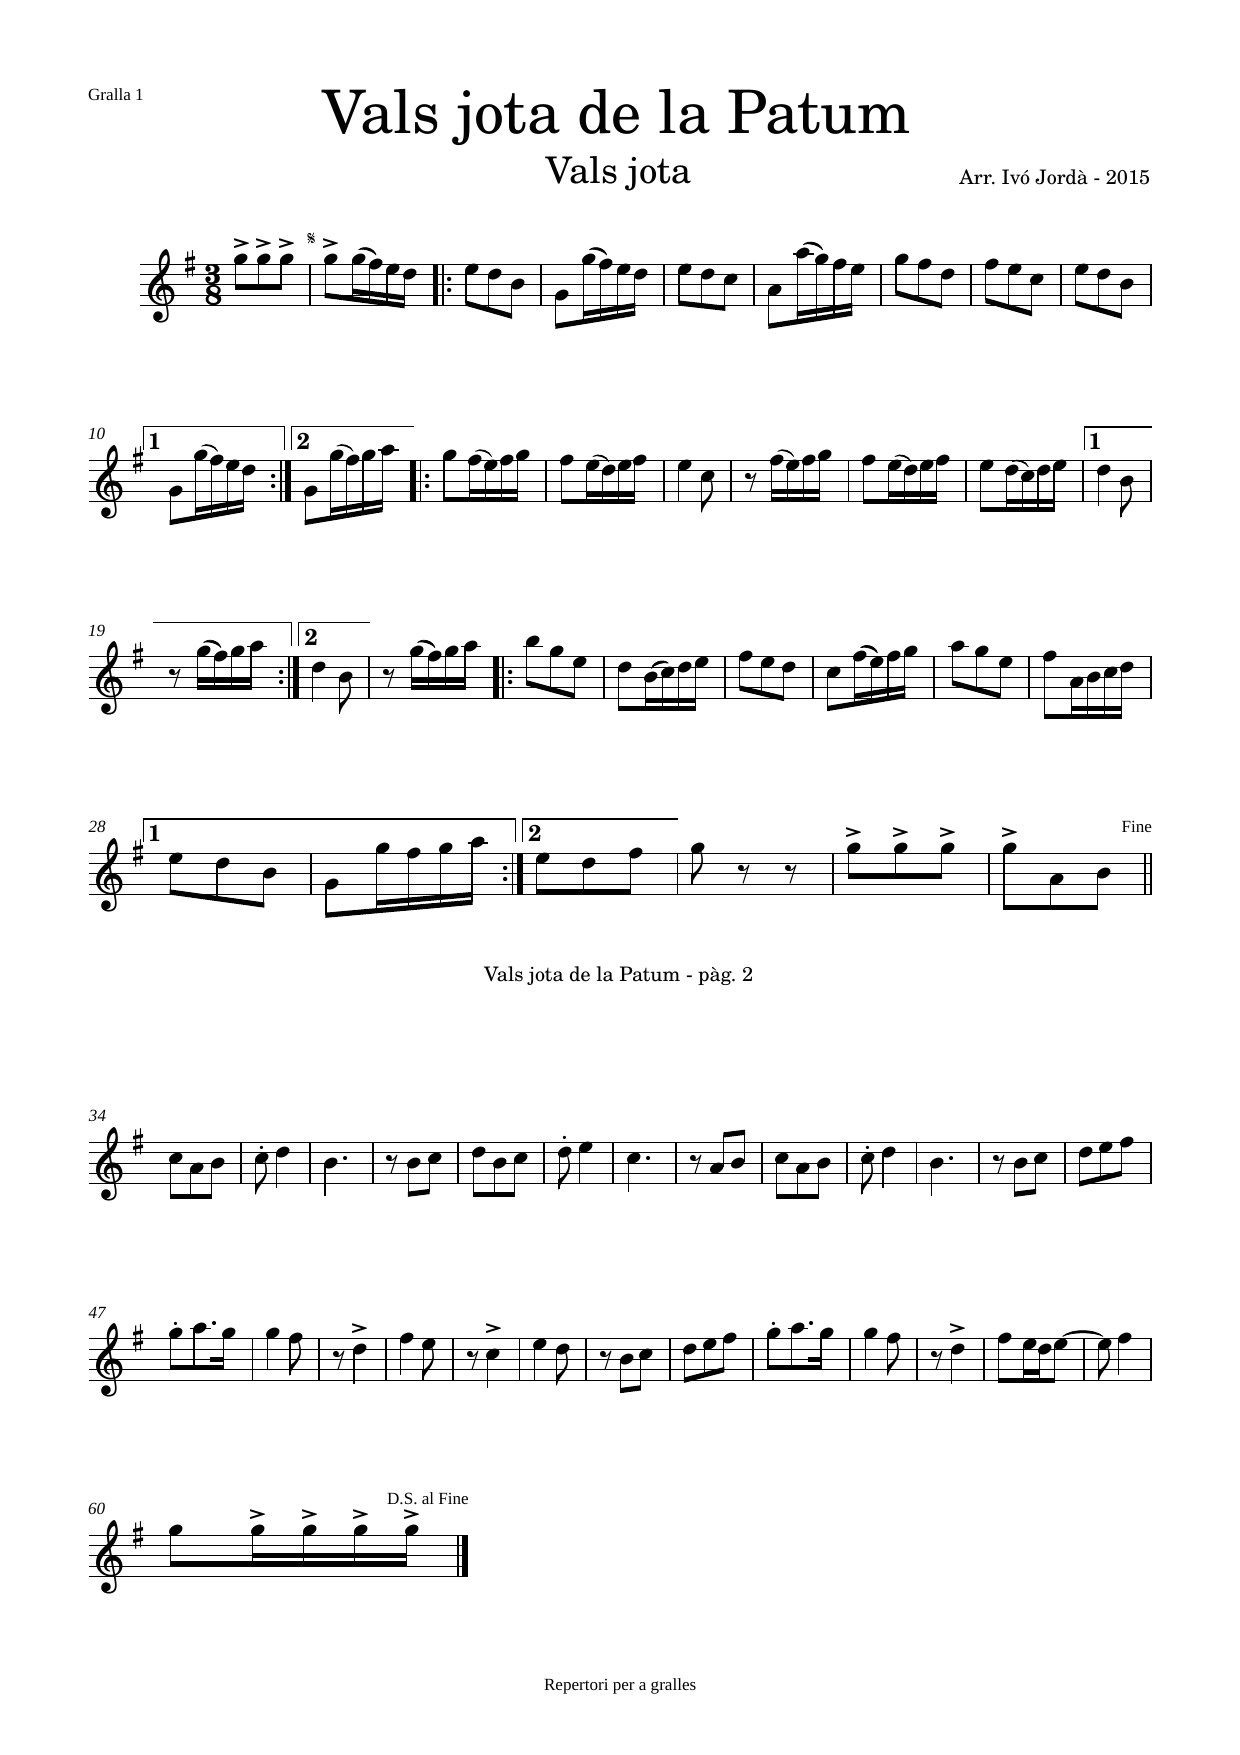 Gralla 1
Vals jota de la Patum
Vals jota
Arr. Ivó Jordà - 2015
3
8
10
1
2
1
19
2
28
1
2
Fine
Vals jota de la Patum - pàg. 2
34
47
60
D.S. al Fine
Repertori per a gralles